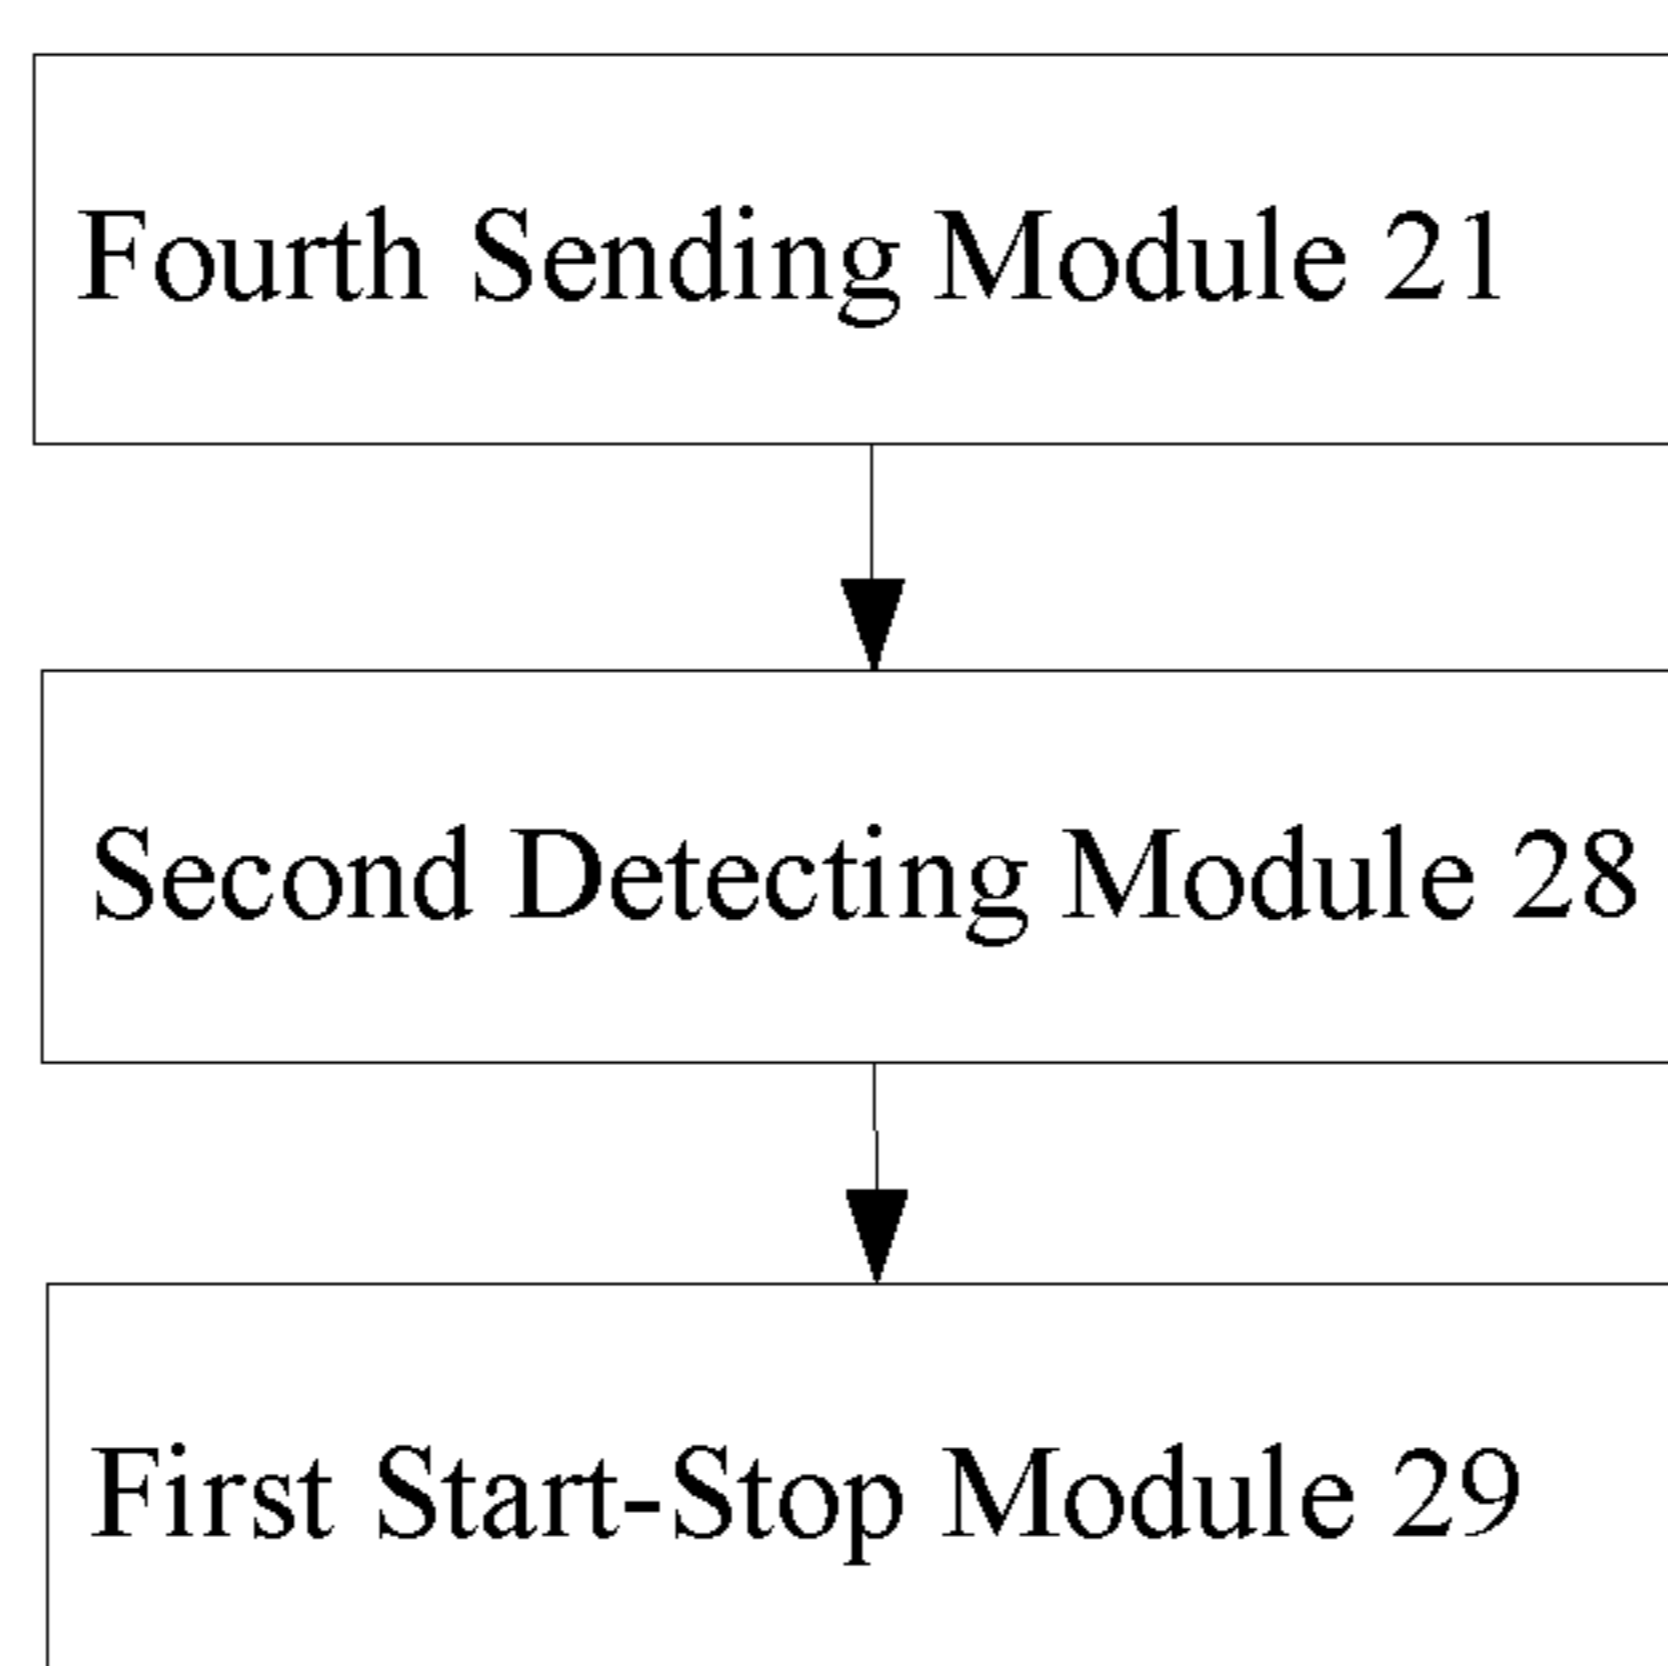 Fourth Sending Module 21
Second Detecting Module 28
First Start-Stop Module 29